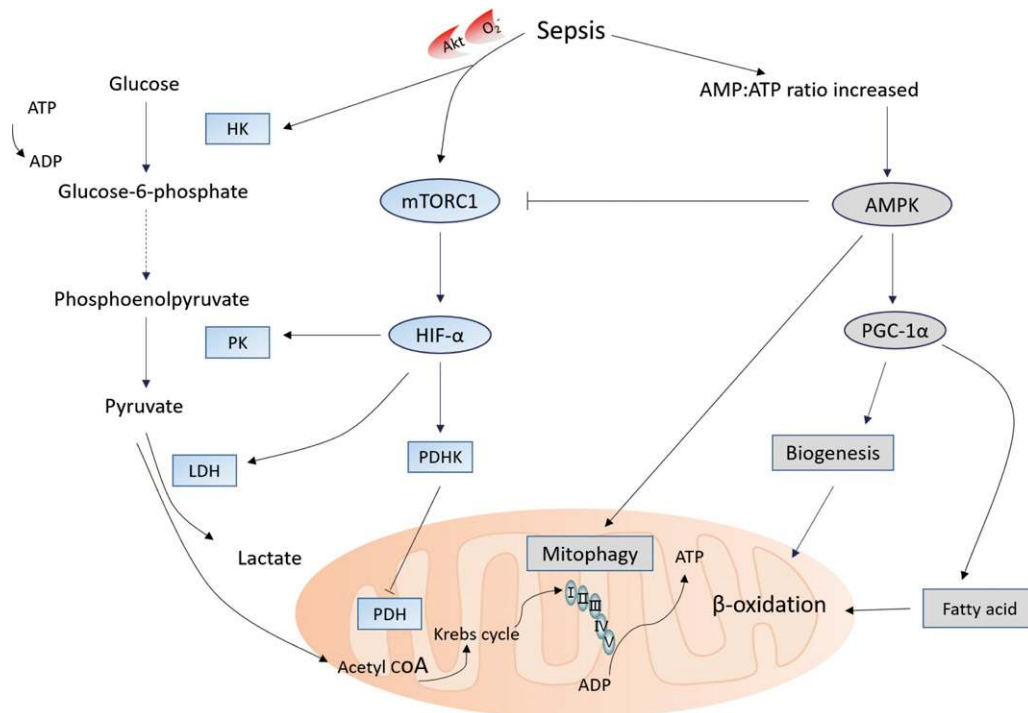 Akt
O₂⁻
Sepsis
Glucose
AMP:ATP ratio increased
ATP
HK
ADP
Glucose-6-phosphate
mTORC1
AMPK
Phosphoenolpyruvate
PK
HIF-α
PGC-1α
Pyruvate
LDH
PDHK
Biogenesis
Lactate
Mitophagy
ATP
I
II
III
IV
V
PDH
Krebs cycle
β-oxidation
Fatty acid
Acetyl COA
ADP